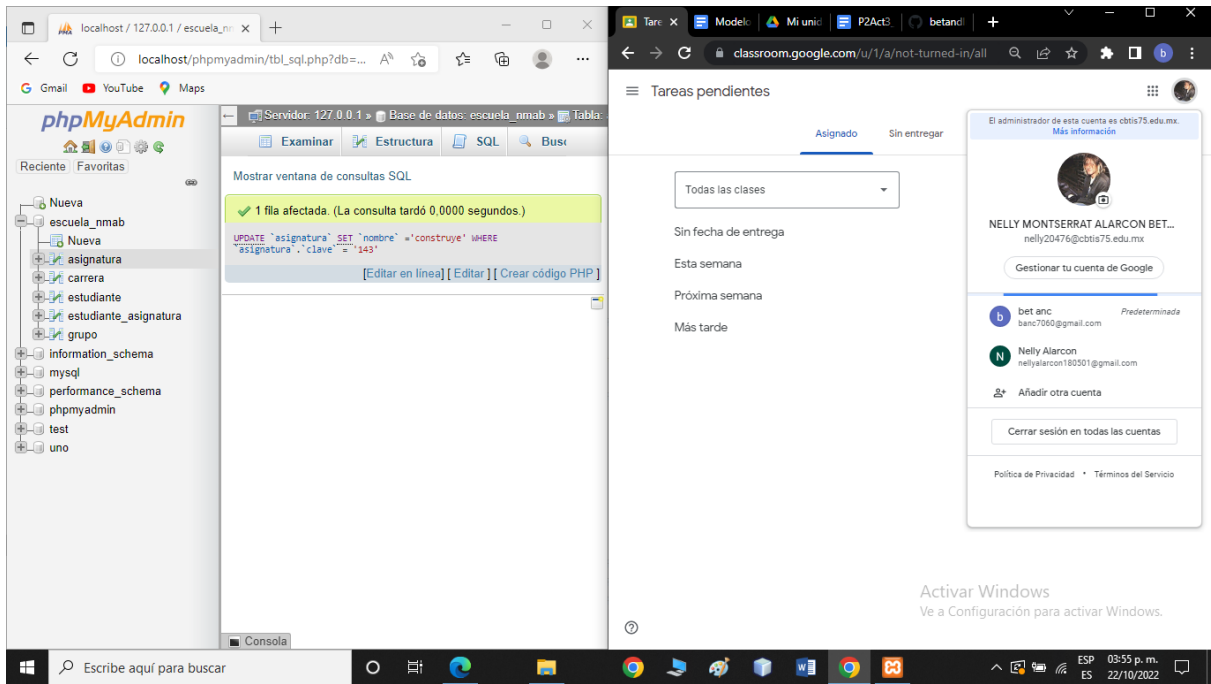 localhost / 127.0.0.1 / escuela_nm
localhost/phpmyadmin/tbl_sql.php?db=...
Gmail YouTube Maps
phpMyAdmin
Reciente Favoritas
Nueva
escuela_nmab
Nueva
asignatura
carrera
estudiante
estudiante_asignatura
grupo
information_schema
mysql
performance_schema
phpmyadmin
test
uno
Servidor: 127.0.0.1 » Base de datos: escuela_nmab » Tabla:
Examinar Estructura SQL Busc
Mostrar ventana de consultas SQL
1 fila afectada. (La consulta tardó 0,0000 segundos.)
UPDATE `asignatura` SET `nombre` ='construye' WHERE
`asignatura`.`clave` = '143'
[Editar en línea] [ Editar ] [ Crear código PHP ]
Consola
Tare Modelo Mi unid P2Act3_ betandl
classroom.google.com/u/1/a/not-turned-in/all
b
Tareas pendientes
Asignado Sin entregar
Todas las clases
Sin fecha de entrega
Esta semana
Próxima semana
Más tarde
El administrador de esta cuenta es cbtis75.edu.mx.
Más información
NELLY MONTSERRAT ALARCON BET...
nelly20476@cbtis75.edu.mx
Gestionar tu cuenta de Google
b
bet anc Predeterminada
banc7060@gmail.com
N
Nelly Alarcon
nellyalarcon180501@gmail.com
Añadir otra cuenta
Cerrar sesión en todas las cuentas
Política de Privacidad • Términos del Servicio
Activar Windows
Ve a Configuración para activar Windows.
Escribe aquí para buscar
ESP
ES
03:55 p. m.
22/10/2022